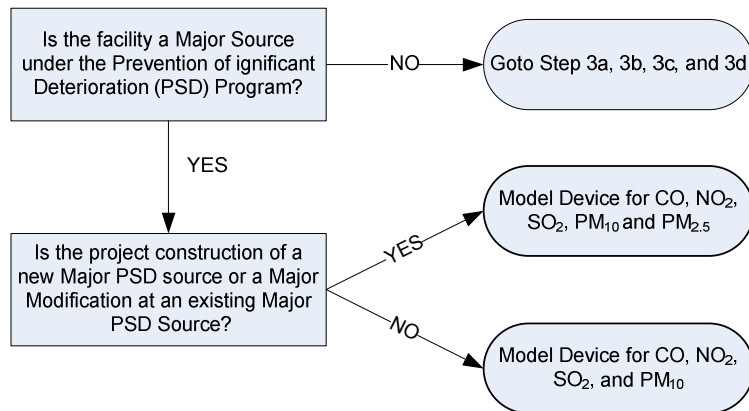 Is the facility a Major Source
under the Prevention of ignificant
Deterioration (PSD) Program?
NO
Goto Step 3a, 3b, 3c, and 3d
YES
Is the project construction of a
new Major PSD source or a Major
Modification at an existing Major
PSD Source?
YES
Model Device for CO, NO₂,
SO₂, PM₁₀ and PM₂.₅
NO
Model Device for CO, NO₂,
SO₂, and PM₁₀